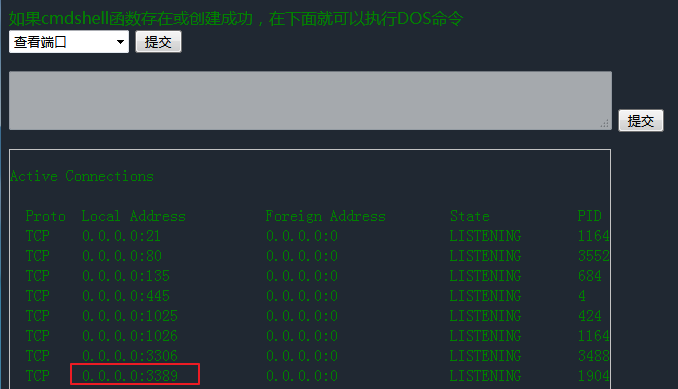 如果cmdshell函数存在或创建成功，在下面就可以执行DOS命令
查看端口 提交
提交
Active Connections
Proto Local Address Foreign Address State PID
TCP 0.0.0.0:21 0.0.0.0:0 LISTENING 1164
TCP 0.0.0.0:80 0.0.0.0:0 LISTENING 3552
TCP 0.0.0.0:135 0.0.0.0:0 LISTENING 684
TCP 0.0.0.0:445 0.0.0.0:0 LISTENING 4
TCP 0.0.0.0:1025 0.0.0.0:0 LISTENING 424
TCP 0.0.0.0:1026 0.0.0.0:0 LISTENING 1164
TCP 0.0.0.0:3306 0.0.0.0:0 LISTENING 3488
TCP 0.0.0.0:3389 0.0.0.0:0 LISTENING 1904